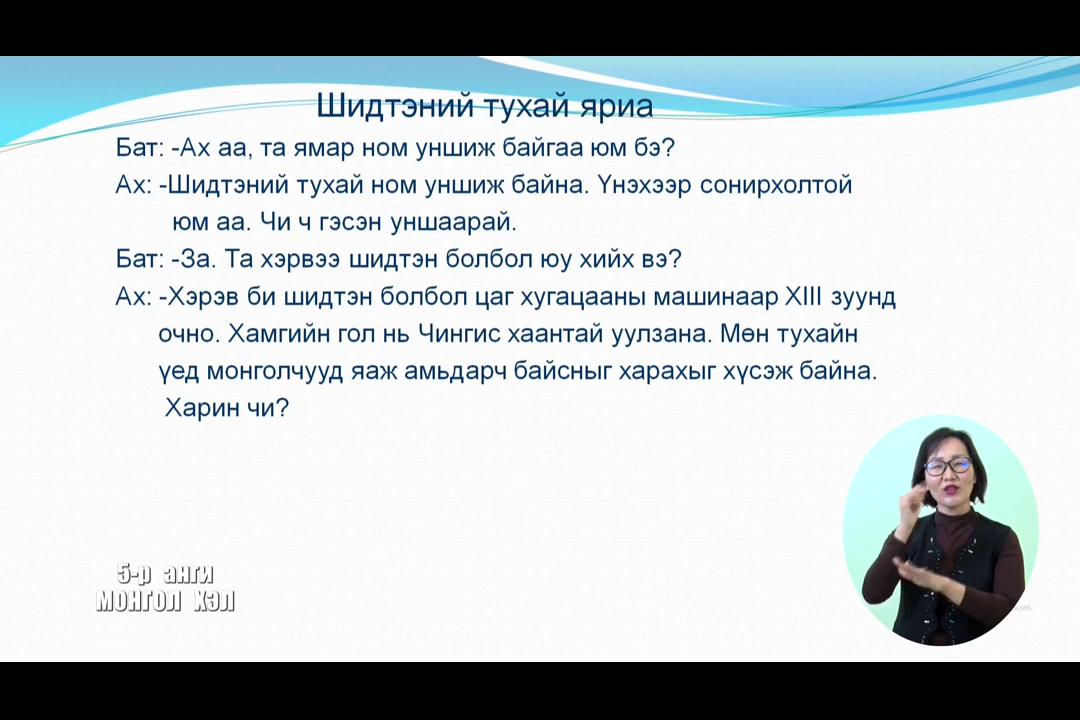 Шидтэний тухай яриа
Бат: -Ах аа, та ямар ном уншиж байгаа юм бэ?
Ах: -Шидтэний тухай ном уншиж байна. Үнэхээр сонирхолтой
юм аа. Чи ч гэсэн уншаарай.
Бат: -За. Та хэрвээ шидтэн болбол юу хийх вэ?
Ах: -Хэрэв би шидтэн болбол цаг хугацааны машинаар XIII зуунд
очно. Хамгийн гол нь Чингис хаантай уулзана. Мөн тухайн
үед монголчууд яаж амьдарч байсныг харахыг хүсэж байна.
Харин чи?
5-р анги
МОНГОЛ ХЭЛ